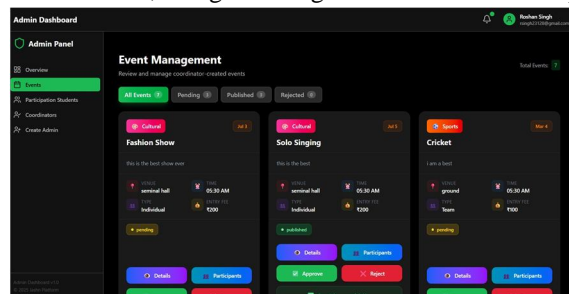 Admin Dashboard
Roshan Singh
Admin Panel
Overview
Events
Participation Students
Coordinators
Create Admin
Event Management
Review and manage coordinator-created events
Total Events: 7
All Events 7
Pending
Published
Rejected
Cultural
Jul 3
Fashion Show
this is the best show ever
VENUE
seminal hall
TIME
05:30 AM
TYPE
Individual
ENTRY FEE
₹200
pending
Details
Participants
Cultural
Jul 3
Solo Singing
this is the best
VENUE
seminal hall
TIME
05:30 AM
TYPE
Individual
ENTRY FEE
₹200
published
Details
Participants
Approve
Reject
Sports
Mar 4
Cricket
I am a best
VENUE
ground
TIME
05:30 AM
TYPE
Team
ENTRY FEE
₹100
pending
Details
Participants